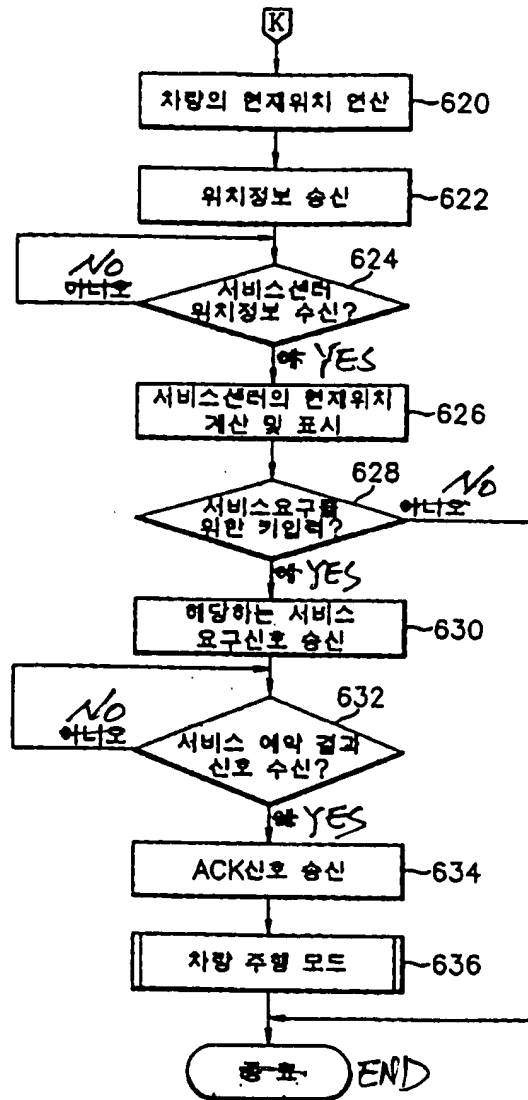 K
차량의 현재위치 연산
620
위치정보 송신
622
624
NO
아니오
서비스센터
위치정보 수신?
예 YES
서비스센터의 현재위치
계산 및 표시
626
628
NO
아니오
서비스요구를
위한 키입력?
예 YES
해당하는 서비스
요구신호 송신
630
632
NO
아니오
서비스 예약 결과
신호 수신?
예 YES
ACK신호 송신
634
차량 주행 모드
636
종료 END